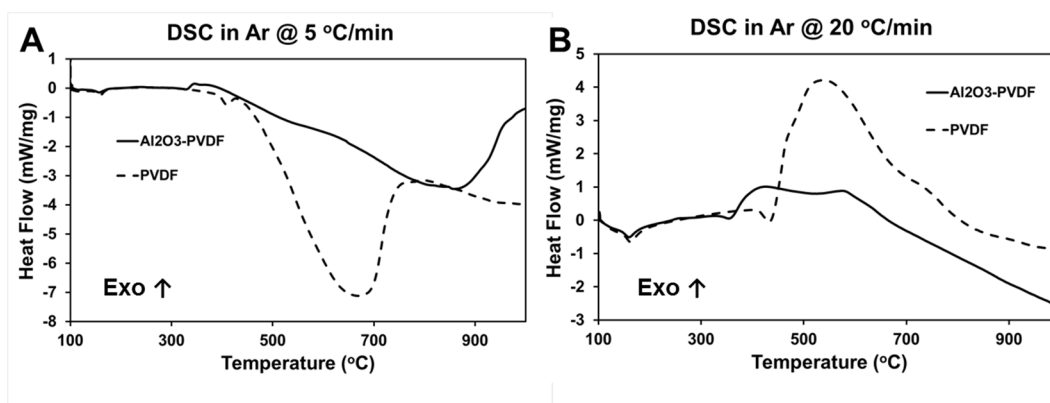 A
DSC in Ar @ 5 °C/min
1
0
-1
-2
-3
-4
-5
-6
-7
-8
Heat Flow (mW/mg)
Al2O3-PVDF
PVDF
Exo ↑
100
300
500
700
900
Temperature (°C)
B
DSC in Ar @ 20 °C/min
5
4
3
2
1
0
-1
-2
-3
Heat Flow (mW/mg)
Al2O3-PVDF
PVDF
Exo ↑
100
300
500
700
900
Temperature (°C)